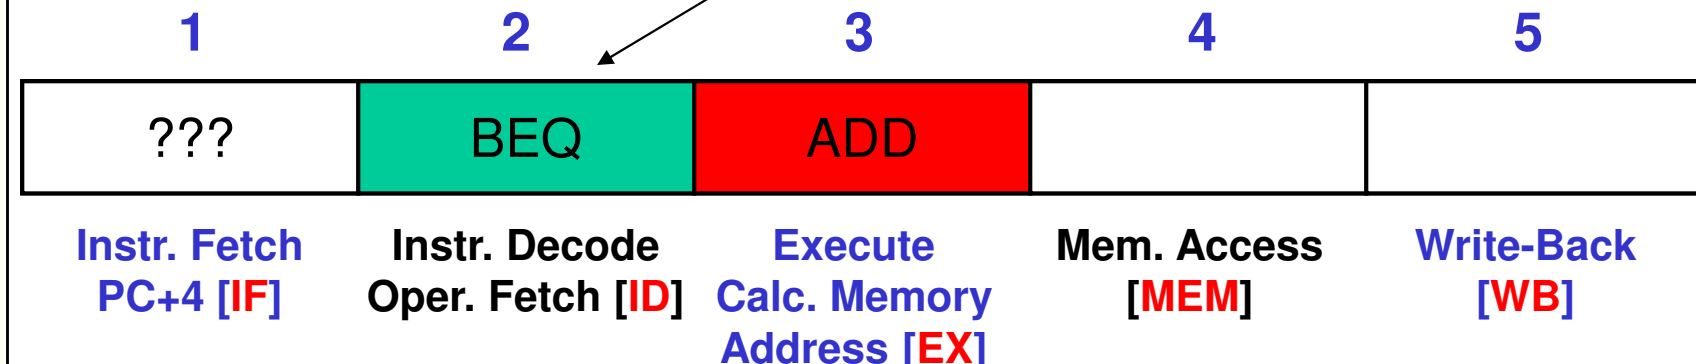 1 2 3 4 5
??? BEQ ADD
Instr. Fetch Instr. Decode Execute Mem. Access Write-Back
PC+4 [IF] Oper. Fetch [ID] Calc. Memory [MEM] [WB]
Address [EX]